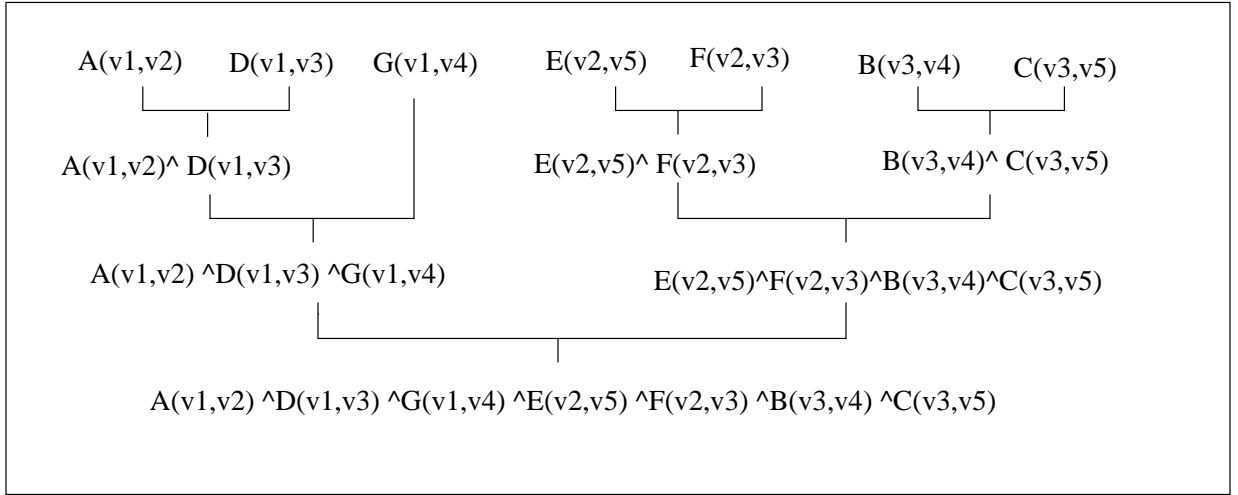 A(v1,v2) D(v1,v3) G(v1,v4) E(v2,v5) F(v2,v3) B(v3,v4) C(v3,v5)
A(v1,v2)^ D(v1,v3) E(v2,v5)^ F(v2,v3) B(v3,v4)^ C(v3,v5)
A(v1,v2) ^D(v1,v3) ^G(v1,v4) E(v2,v5)^F(v2,v3)^B(v3,v4)^C(v3,v5)
A(v1,v2) ^D(v1,v3) ^G(v1,v4) ^E(v2,v5) ^F(v2,v3) ^B(v3,v4) ^C(v3,v5)